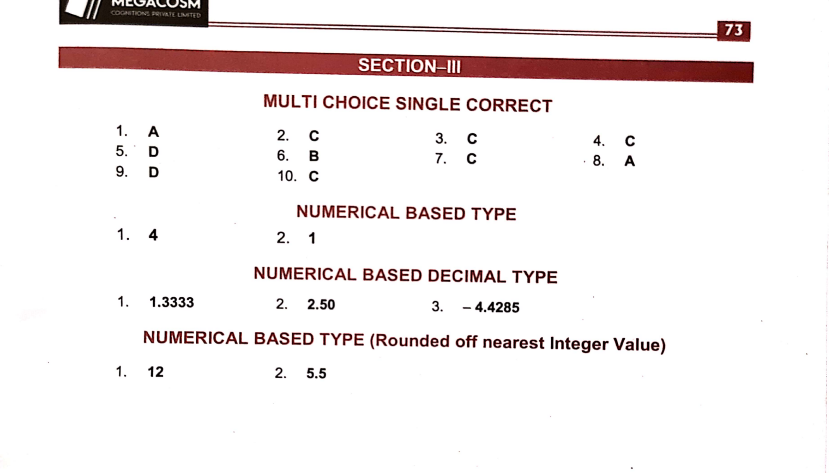 MEGACOSM
COGNITIONS PRIVATE LIMITED
73
SECTION–III
MULTI CHOICE SINGLE CORRECT
1. A 2. C 3. C 4. C
5. D 6. B 7. C 8. A
9. D 10. C
NUMERICAL BASED TYPE
1. 4 2. 1
NUMERICAL BASED DECIMAL TYPE
1. 1.3333 2. 2.50 3. – 4.4285
NUMERICAL BASED TYPE (Rounded off nearest Integer Value)
1. 12 2. 5.5